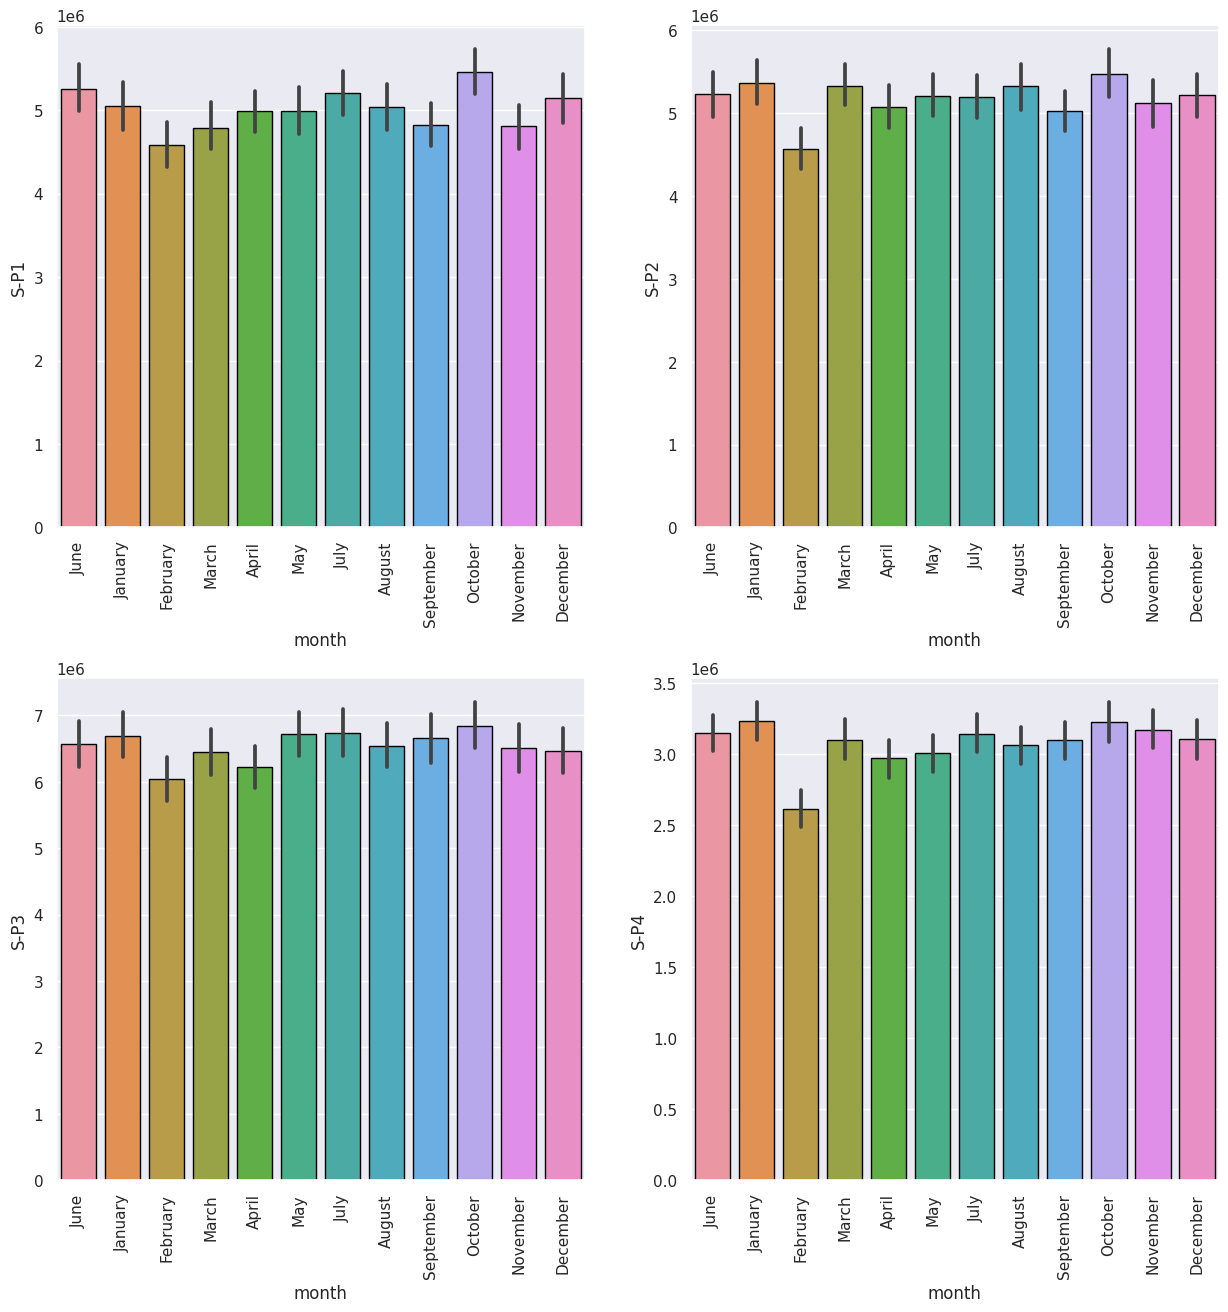 1e6
6
5
4
3
2
1
0
S-P1
June
January
February
March
April
May
July
August
September
October
November
December
month
1e6
6
5
4
3
2
1
0
S-P2
June
January
February
March
April
May
July
August
September
October
November
December
month
1e6
7
6
5
4
3
2
1
0
S-P3
June
January
February
March
April
May
July
August
September
October
November
December
month
1e6
3.5
3.0
2.5
2.0
1.5
1.0
0.5
0.0
S-P4
June
January
February
March
April
May
July
August
September
October
November
December
month